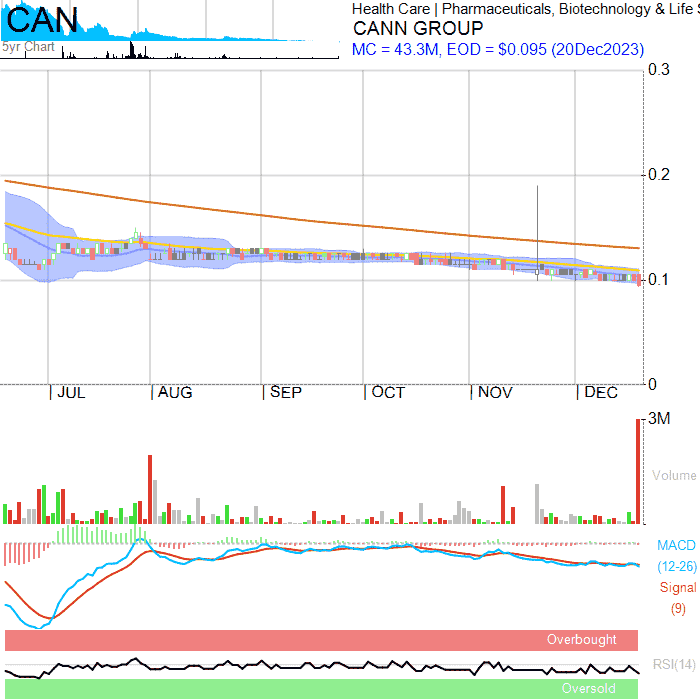 CAN
5yr Chart
Health Care | Pharmaceuticals, Biotechnology & Life S
CANN GROUP
MC = 43.3M, EOD = $0.095 (20Dec2023)
0.3
0.2
0.1
0
JUL AUG SEP OCT NOV DEC
3M
Volume
MACD
(12-26)
Signal
(9)
Overbought
RSI(14)
Oversold